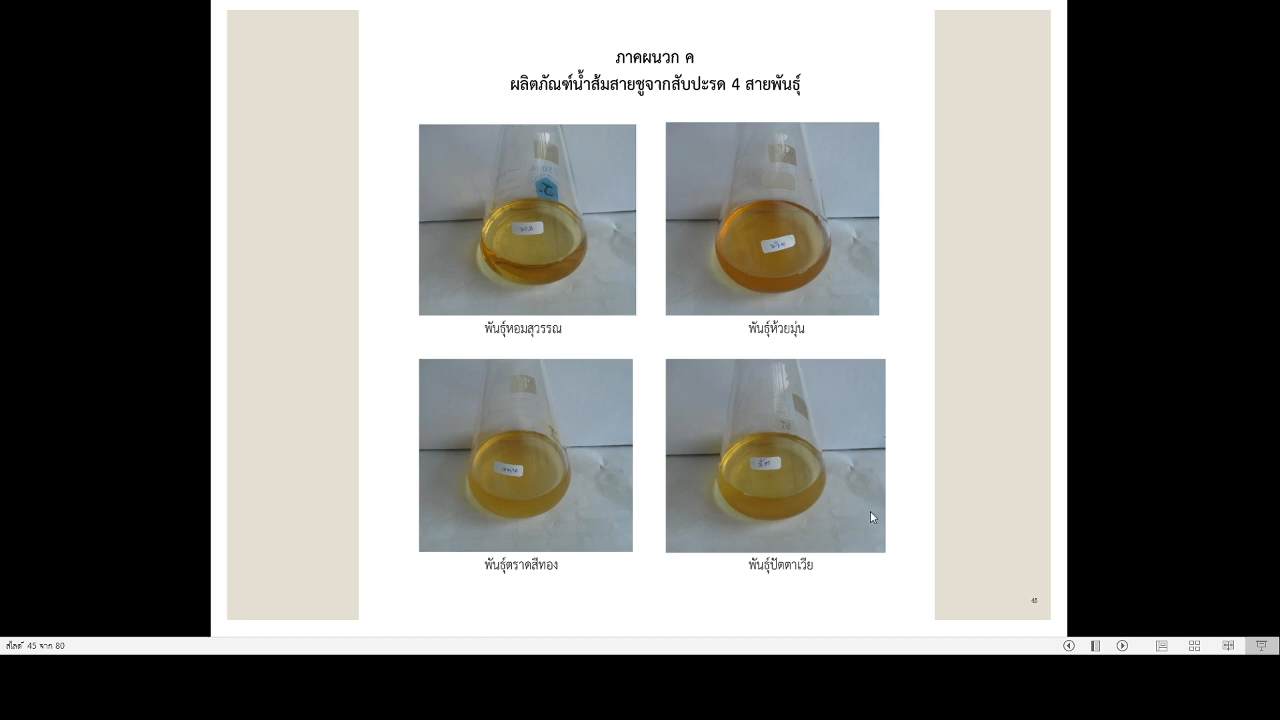 ภาคผนวก ค
ผลิตภัณฑ์น้ำส้มสายชูจากสับปะรด 4 สายพันธุ์
พันธุ์หอมสุวรรณ
พันธุ์ห้วยมุ่น
พันธุ์ตราดสีทอง
พันธุ์ปัตตาเวีย
45
สไลด์ 45 จาก 80